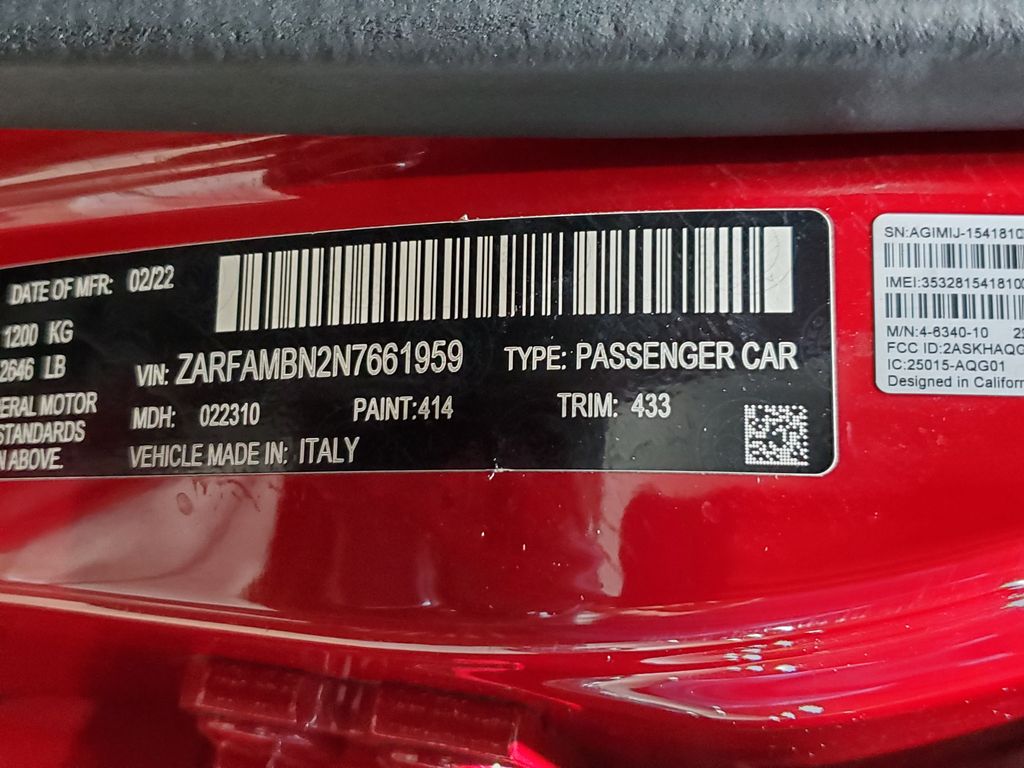 DATE OF MFR: 02/22
1200 KG
2646 LB
ERAL MOTOR
STANDARDS
N ABOVE.
VIN: ZARFAMBN2N7661959 TYPE: PASSENGER CAR
MDH: 022310 PAINT:414 TRIM: 433
VEHICLE MADE IN: ITALY
SN:AGIMIJ-1541810
IMEI:3532815418100
M/N:4-6340-10
FCC ID:2ASKHAQG
IC:25015-AQG01
Designed in Californ